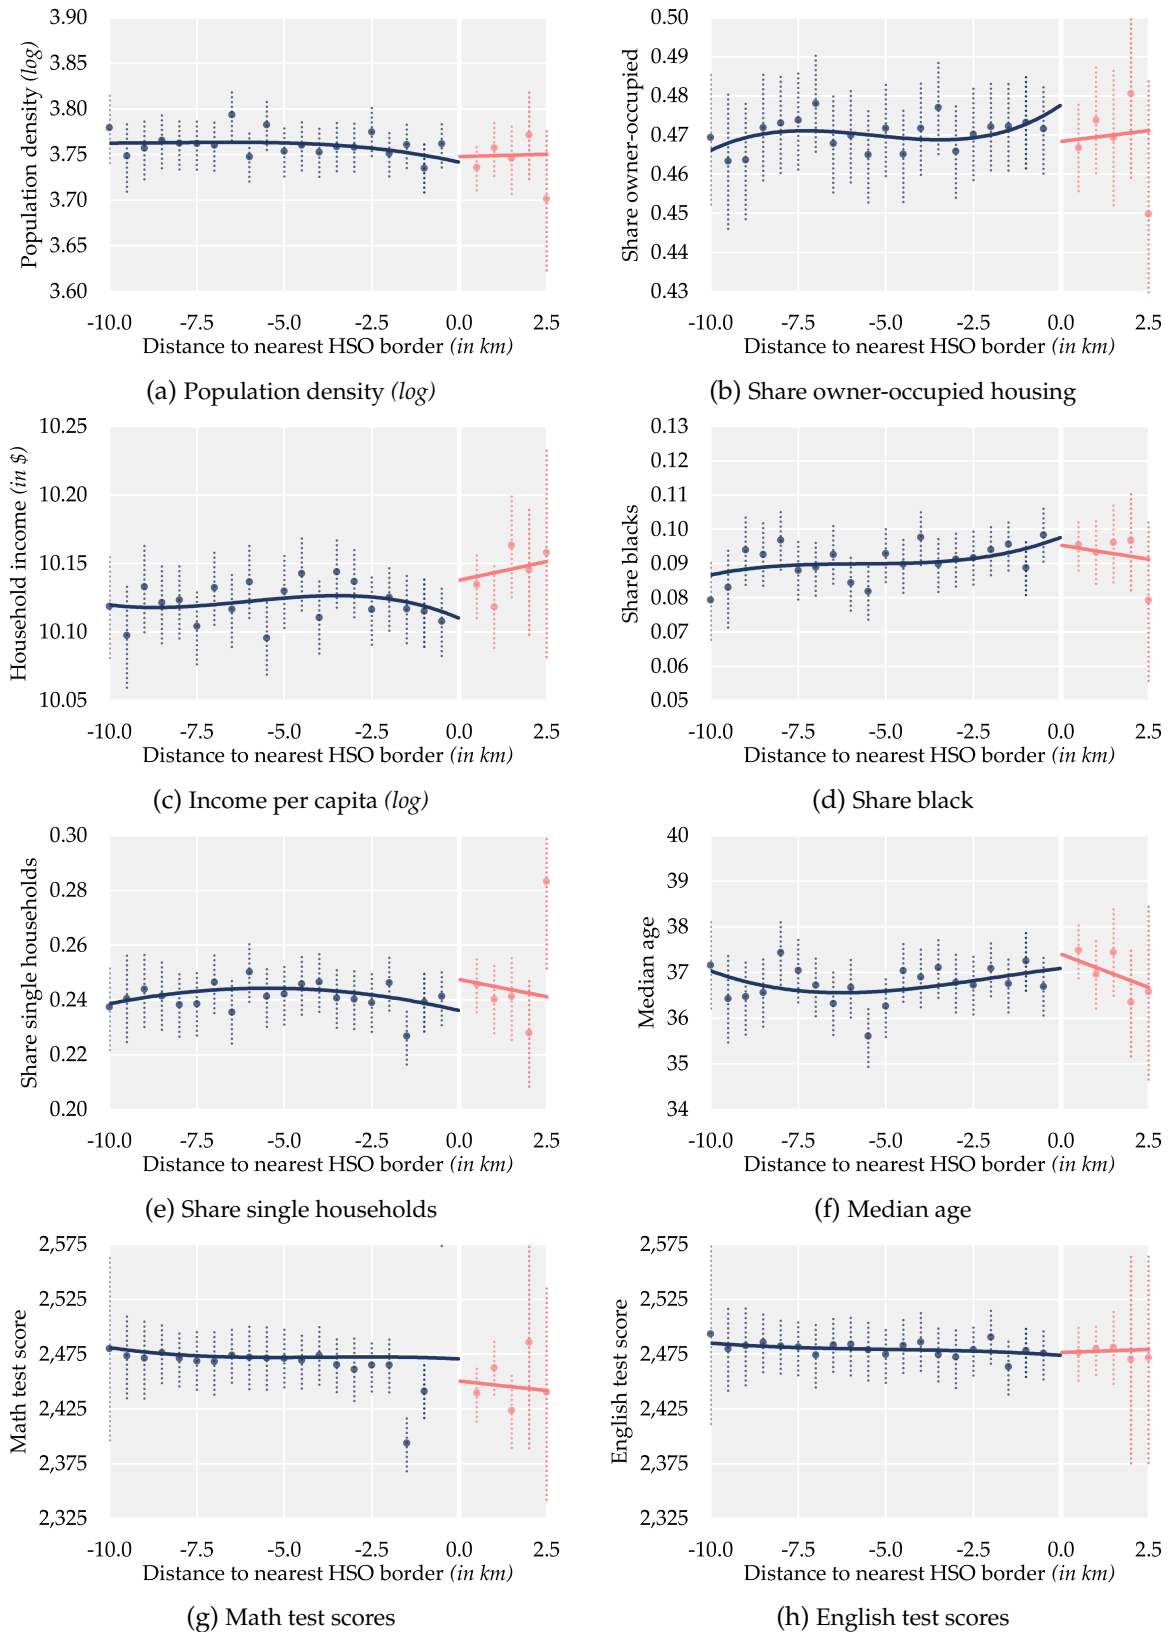 3.90
3.85
3.80
3.75
3.70
3.65
3.60
Population density (log)
-10.0 -7.5 -5.0 -2.5 0.0 2.5
Distance to nearest HSO border (in km)
(a) Population density (log)
0.50
0.49
0.48
0.47
0.46
0.45
0.44
0.43
Share owner-occupied
-10.0 -7.5 -5.0 -2.5 0.0 2.5
Distance to nearest HSO border (in km)
(b) Share owner-occupied housing
10.25
10.20
10.15
10.10
10.05
Household income (in $)
-10.0 -7.5 -5.0 -2.5 0.0 2.5
Distance to nearest HSO border (in km)
(c) Income per capita (log)
0.13
0.12
0.11
0.10
0.09
0.08
0.07
0.06
0.05
Share blacks
-10.0 -7.5 -5.0 -2.5 0.0 2.5
Distance to nearest HSO border (in km)
(d) Share black
0.30
0.28
0.26
0.24
0.22
0.20
Share single households
-10.0 -7.5 -5.0 -2.5 0.0 2.5
Distance to nearest HSO border (in km)
(e) Share single households
40
39
38
37
36
35
34
Median age
-10.0 -7.5 -5.0 -2.5 0.0 2.5
Distance to nearest HSO border (in km)
(f) Median age
2,575
2,525
2,475
2,425
2,375
2,325
Math test score
-10.0 -7.5 -5.0 -2.5 0.0 2.5
Distance to nearest HSO border (in km)
(g) Math test scores
2,575
2,525
2,475
2,425
2,375
2,325
English test score
-10.0 -7.5 -5.0 -2.5 0.0 2.5
Distance to nearest HSO border (in km)
(h) English test scores